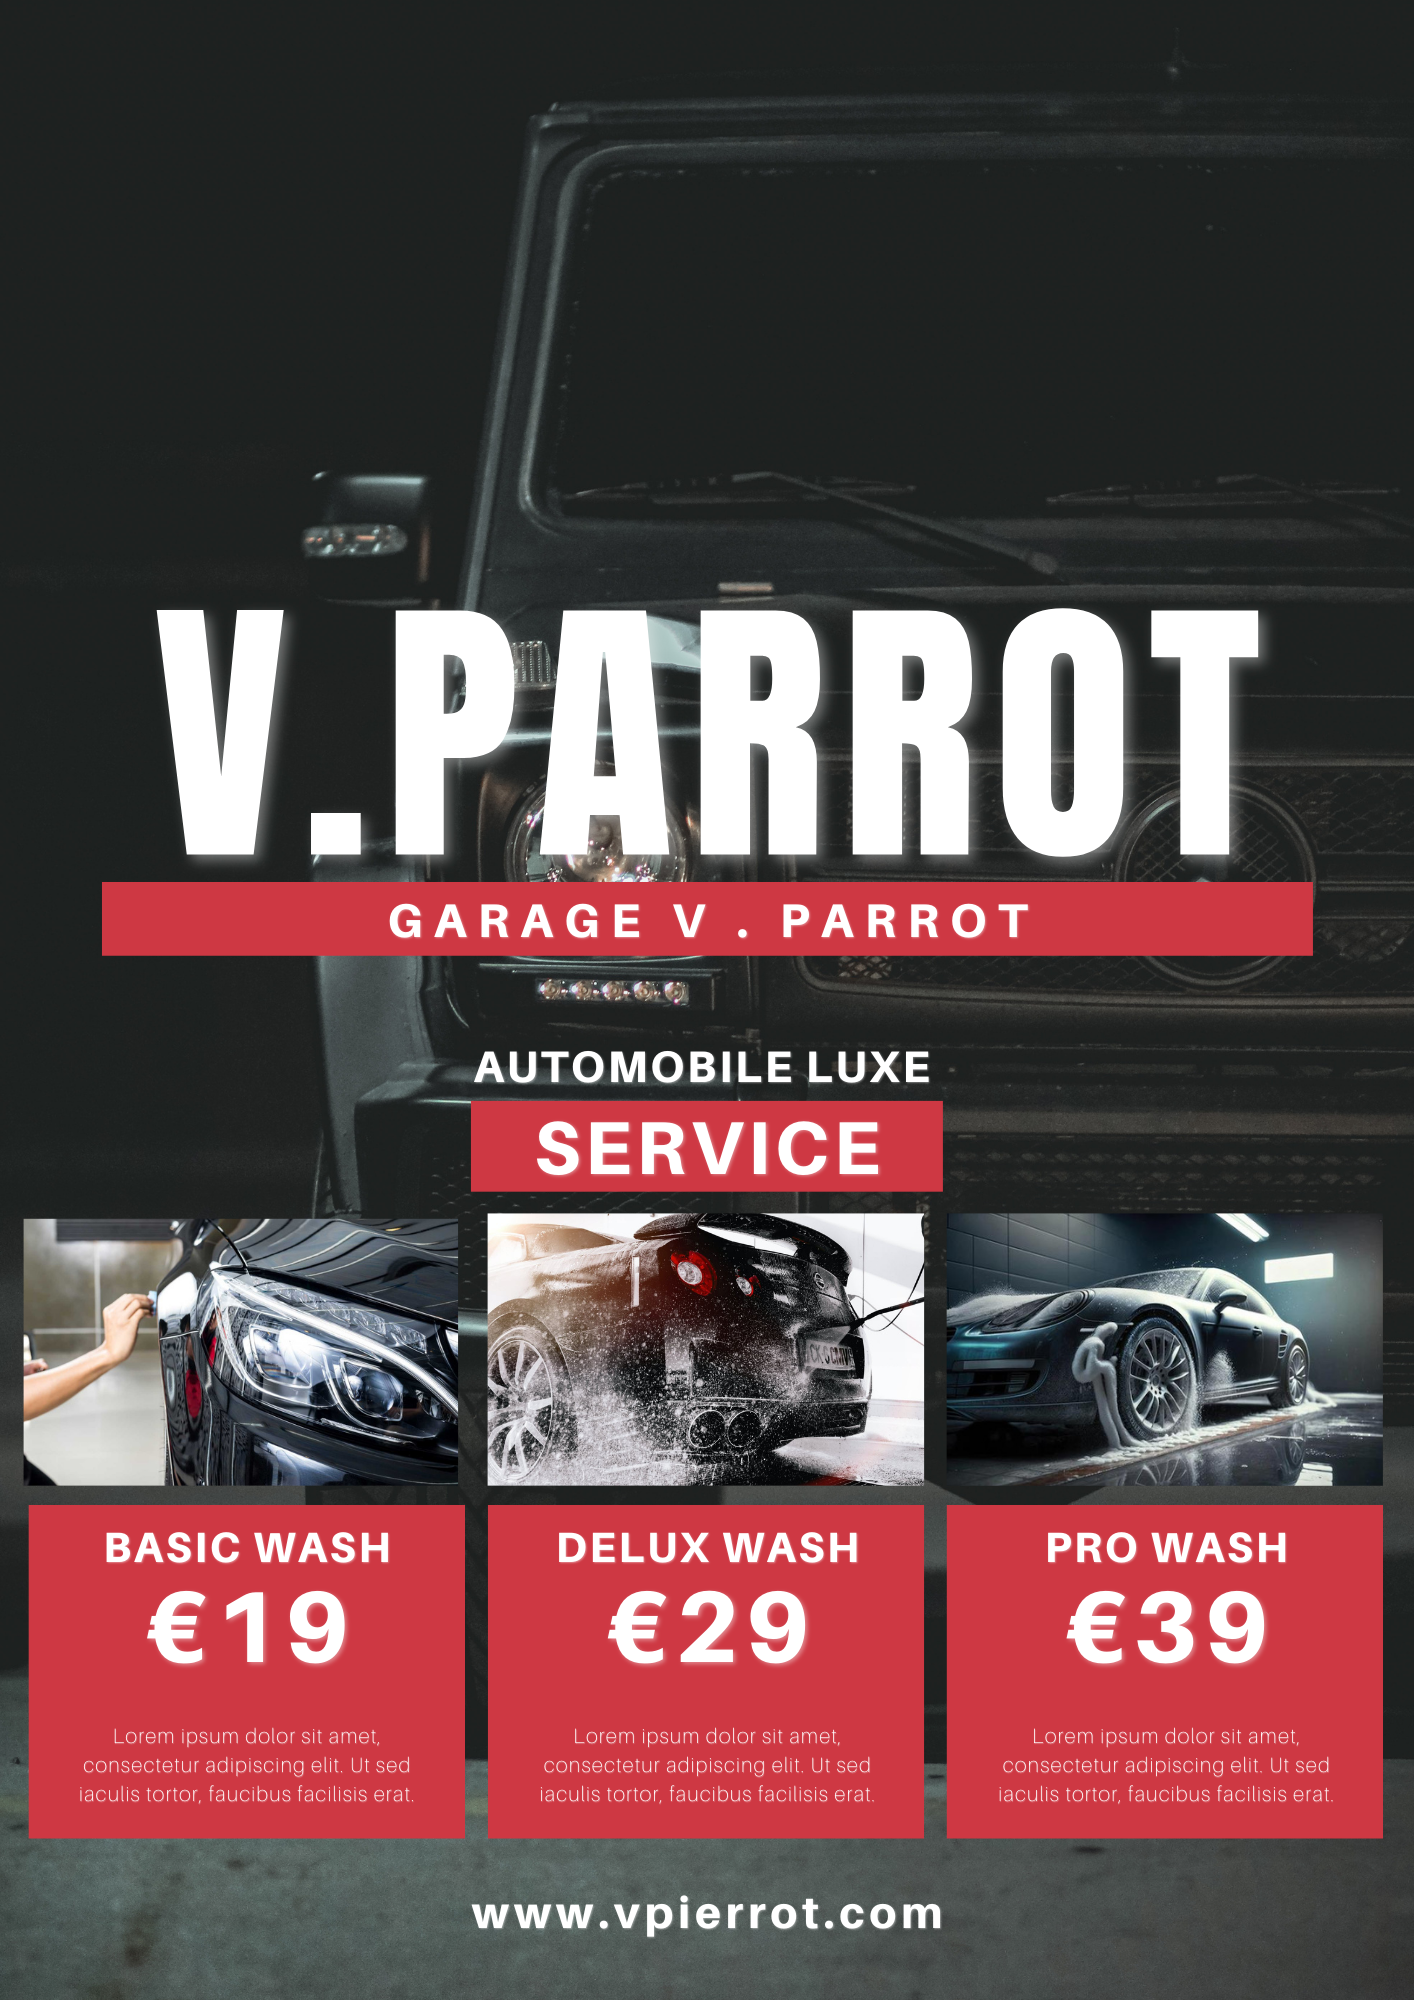 V.PARROT
GARAGE V . PARROT
AUTOMOBILE LUXE
SERVICE
BASIC WASH
€19
Lorem ipsum dolor sit amet,
consectetur adipiscing elit. Ut sed
iaculis tortor, faucibus facilisis erat.
DELUX WASH
€29
Lorem ipsum dolor sit amet,
consectetur adipiscing elit. Ut sed
iaculis tortor, faucibus facilisis erat.
PRO WASH
€39
Lorem ipsum dolor sit amet,
consectetur adipiscing elit. Ut sed
iaculis tortor, faucibus facilisis erat.
www.vpierrot.com